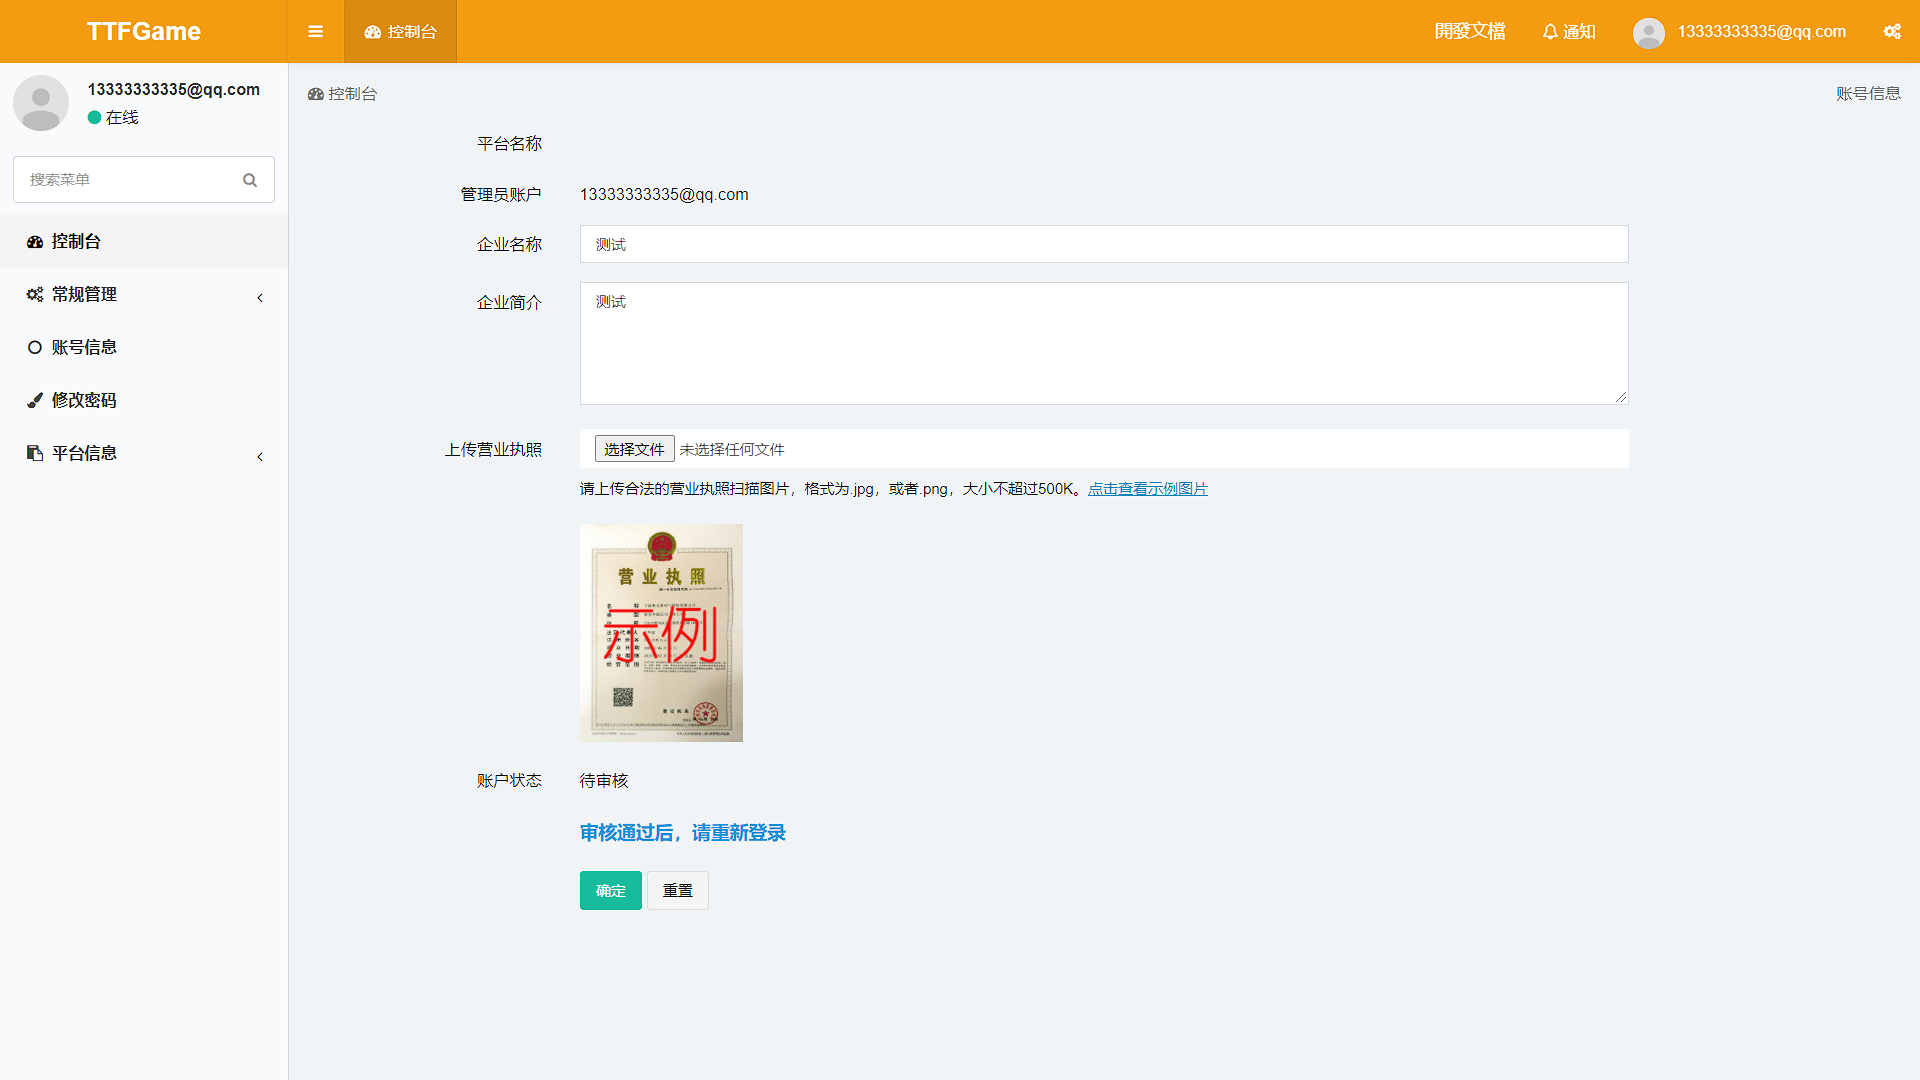 TTFGame
控制台
開發文檔
通知
13333333335@qq.com
13333333335@qq.com
在线
搜索菜单
控制台
常规管理
账号信息
修改密码
平台信息
控制台
账号信息
平台名称
管理员账户 13333333335@qq.com
企业名称 测试
企业简介 测试
上传营业执照 选择文件 未选择任何文件
请上传合法的营业执照扫描图片，格式为.jpg，或者.png，大小不超过500K。点击查看示例图片
营业执照
示例
账户状态 待审核
审核通过后，请重新登录
确定 重置